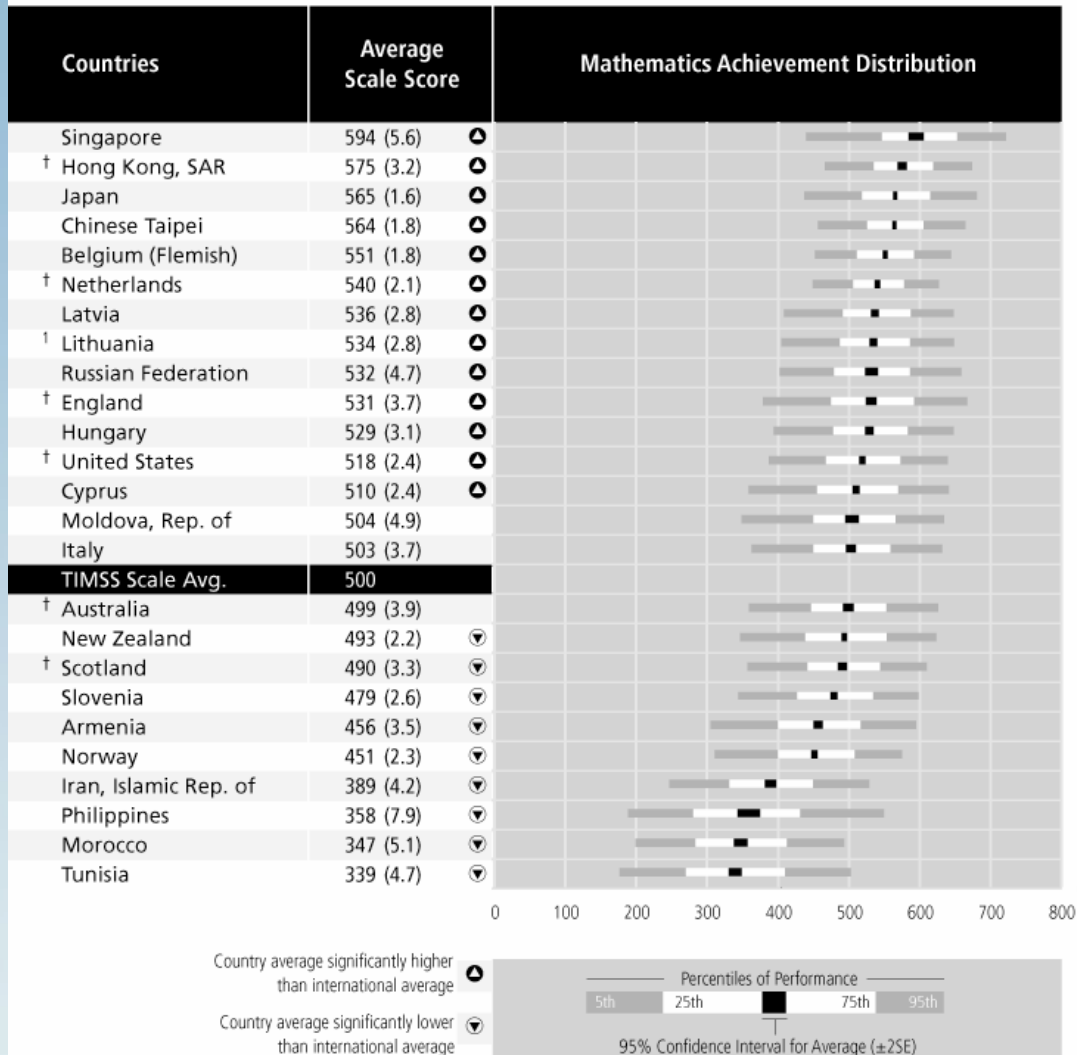 Countries Average Scale Score Mathematics Achievement Distribution
Singapore 594 (5.6)
† Hong Kong, SAR 575 (3.2)
Japan 565 (1.6)
Chinese Taipei 564 (1.8)
Belgium (Flemish) 551 (1.8)
† Netherlands 540 (2.1)
Latvia 536 (2.8)
1 Lithuania 534 (2.8)
Russian Federation 532 (4.7)
† England 531 (3.7)
Hungary 529 (3.1)
† United States 518 (2.4)
Cyprus 510 (2.4)
Moldova, Rep. of 504 (4.9)
Italy 503 (3.7)
TIMSS Scale Avg. 500
† Australia 499 (3.9)
New Zealand 493 (2.2)
† Scotland 490 (3.3)
Slovenia 479 (2.6)
Armenia 456 (3.5)
Norway 451 (2.3)
Iran, Islamic Rep. of 389 (4.2)
Philippines 358 (7.9)
Morocco 347 (5.1)
Tunisia 339 (4.7)
0 100 200 300 400 500 600 700 800
Country average significantly higher
than international average
Country average significantly lower
than international average
Percentiles of Performance
5th 25th 75th 95th
95% Confidence Interval for Average (±2SE)